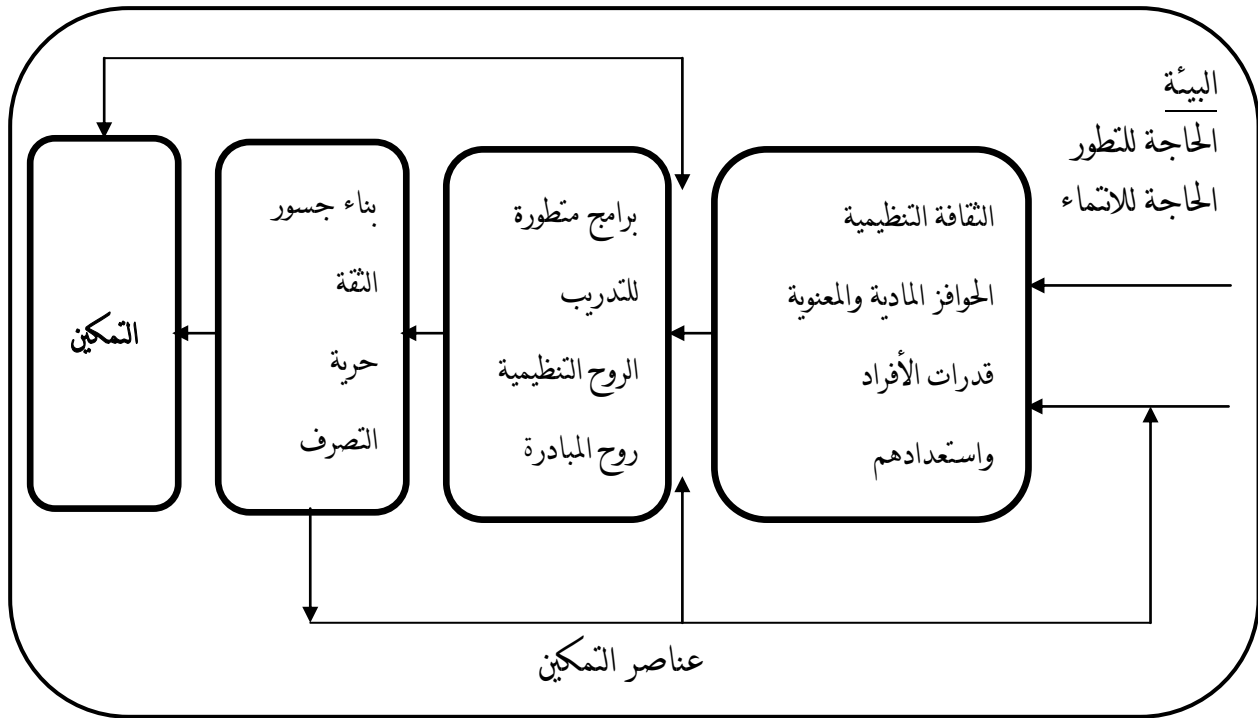 البيئة
الحاجة للتطور
الحاجة للانتماء
الثقافة التنظيمية
الحوافز المادية والمعنوية
قدرات الأفراد
واستعدادهم
برامج متطورة
للتدريب
الروح التنظيمية
روح المبادرة
بناء جسور
الثقة
حرية
التصرف
التمكين
عناصر التمكين